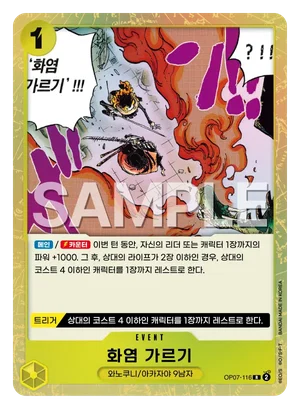 1
'화염
가르기'!!!
?!!
SAMPLE
메인 / 카운터 이번 턴 동안, 자신의 리더 또는 캐릭터 1장까지의
파워 +1000. 그 후, 상대의 라이프가 2장 이하인 경우, 상대의
코스트 4 이하인 캐릭터를 1장까지 레스트로 한다.
트리거 상대의 코스트 4 이하인 캐릭터를 1장까지 레스트로 한다.
EVENT
화염 가르기
와노쿠니/아카자야 9남자
OP07-116 R 2